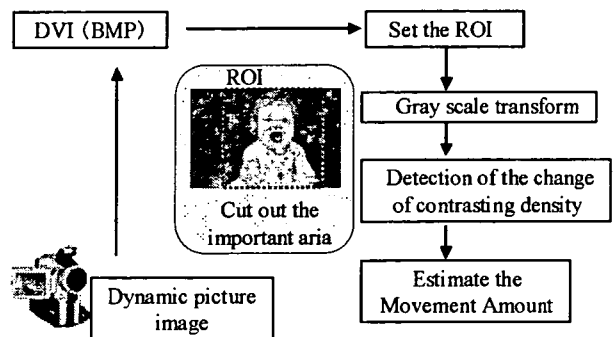 DVI (BMP)
Set the ROI
ROI
Gray scale transform
Cut out the
important aria
Detection of the change
of contrasting density
Dynamic picture
image
Estimate the
Movement Amount